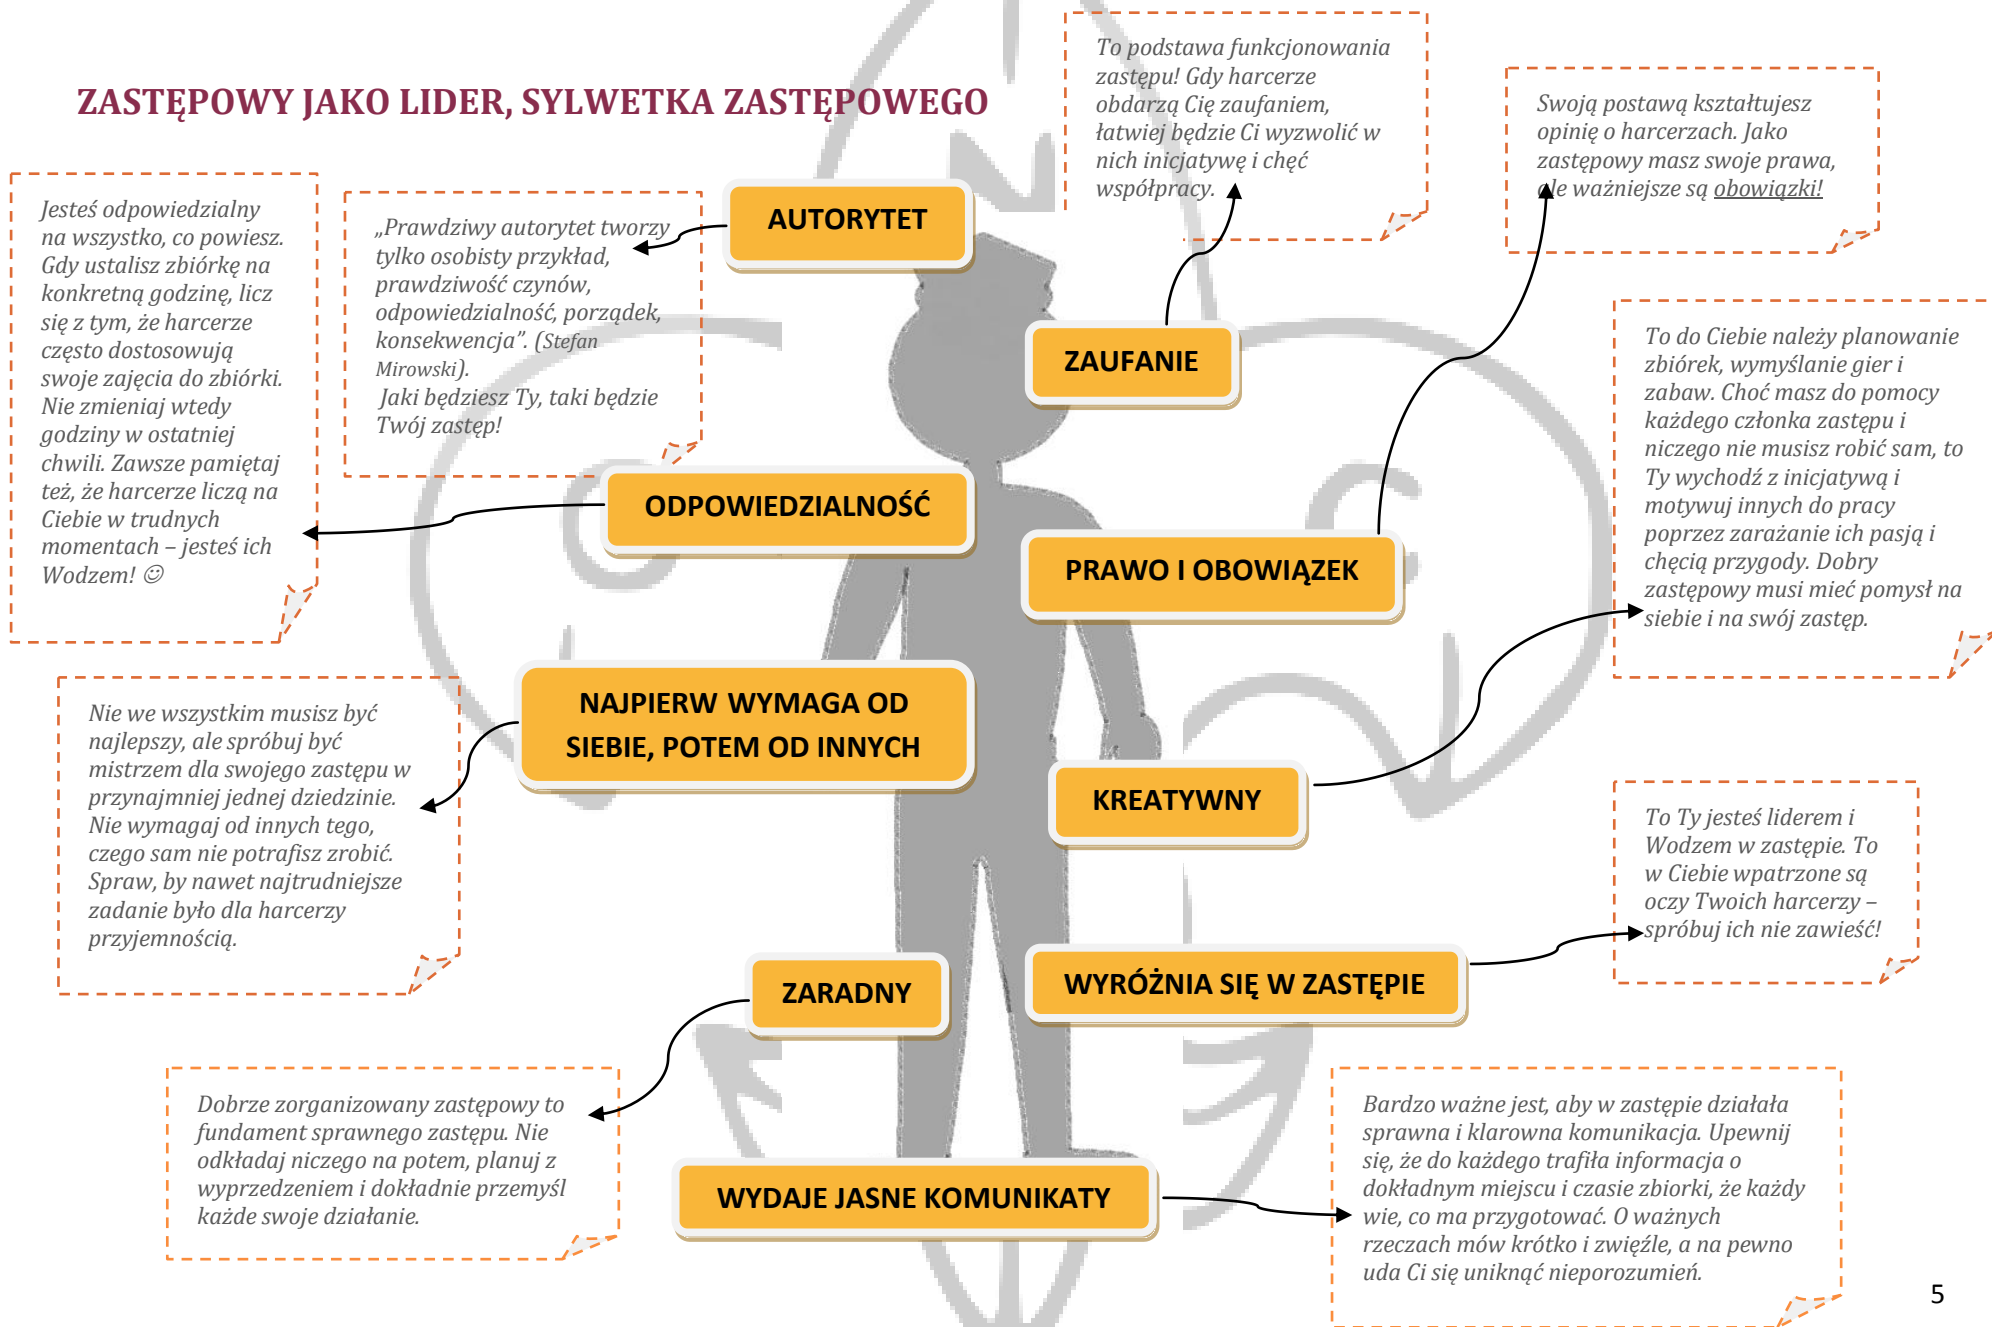 ZASTĘPOWY JAKO LIDER, SYLWETKA ZASTĘPOWEGO
To podstawa funkcjonowania
zastępu! Gdy harcerze
obdarzą Cię zaufaniem,
łatwiej będzie Ci wyzwolić w
nich inicjatywę i chęć
współpracy.
Swoją postawą kształtujesz
opinię o harcerzach. Jako
zastępowy masz swoje prawa,
ale ważniejsze są obowiązki!
Jesteś odpowiedzialny
na wszystko, co powiesz.
Gdy ustalisz zbiórkę na
konkretną godzinę, licz
się z tym, że harcerze
często dostosowują
swoje zajęcia do zbiórki.
Nie zmieniaj wtedy
godziny w ostatniej
chwili. Zawsze pamiętaj
też, że harcerze liczą na
Ciebie w trudnych
momentach – jesteś ich
Wodzem! ☺
„Prawdziwy autorytet tworzy
tylko osobisty przykład,
prawdziwość czynów,
odpowiedzialność, porządek,
konsekwencja”. (Stefan
Mirowski).
Jaki będziesz Ty, taki będzie
Twój zastęp!
AUTORYTET
ZAUFANIE
To do Ciebie należy planowanie
zbiórek, wymyślanie gier i
zabaw. Choć masz do pomocy
każdego członka zastępu i
niczego nie musisz robić sam, to
Ty wychodź z inicjatywą i
motywuj innych do pracy
poprzez zarażanie ich pasją i
chęcią przygody. Dobry
zastępowy musi mieć pomysł na
siebie i na swój zastęp.
ODPOWIEDZIALNOŚĆ
PRAWO I OBOWIĄZEK
NAJPIERW WYMAGA OD
SIEBIE, POTEM OD INNYCH
Nie we wszystkim musisz być
najlepszy, ale spróbuj być
mistrzem dla swojego zastępu w
przynajmniej jednej dziedzinie.
Nie wymagaj od innych tego,
czego sam nie potrafisz zrobić.
Spraw, by nawet najtrudniejsze
zadanie było dla harcerzy
przyjemnością.
KREATYWNY
To Ty jesteś liderem i
Wodzem w zastępie. To
w Ciebie wpatrzone są
oczy Twoich harcerzy –
spróbuj ich nie zawieść!
ZARADNY
WYRÓŻNIA SIĘ W ZASTĘPIE
Dobrze zorganizowany zastępowy to
fundament sprawnego zastępu. Nie
odkładaj niczego na potem, planuj z
wyprzedzeniem i dokładnie przemyśl
każde swoje działanie.
WYDAJE JASNE KOMUNIKATY
Bardzo ważne jest, aby w zastępie działała
sprawna i klarowna komunikacja. Upewnij
się, że do każdego trafiła informacja o
dokładnym miejscu i czasie zbiorki, że każdy
wie, co ma przygotować. O ważnych
rzeczach mów krótko i zwięźle, a na pewno
uda Ci się uniknąć nieporozumień.
5